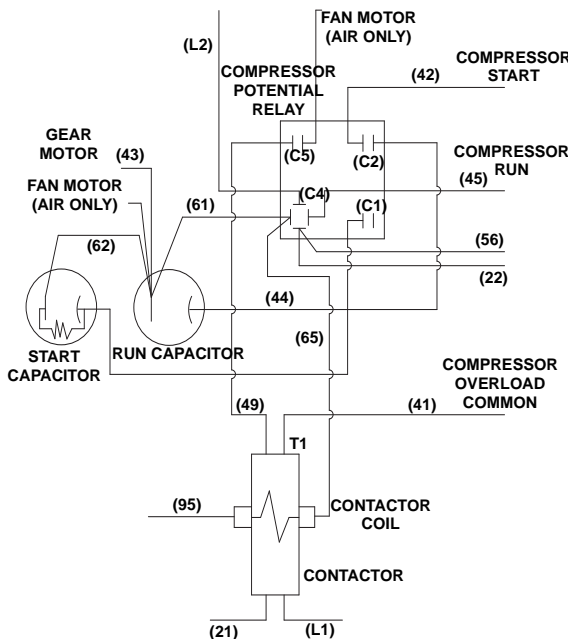 FAN MOTOR
(AIR ONLY)
(L2)
COMPRESSOR
POTENTIAL
RELAY
(42)
COMPRESSOR
START
(C5)
(C2)
GEAR
MOTOR
(43)
COMPRESSOR
RUN
(45)
FAN MOTOR
(AIR ONLY)
(61)
(C4)
(C1)
(62)
(56)
(22)
(44)
(65)
START
CAPACITOR
RUN CAPACITOR
COMPRESSOR
OVERLOAD
COMMON
(49)
(41)
T1
(95)
CONTACTOR
COIL
CONTACTOR
(21)
(L1)